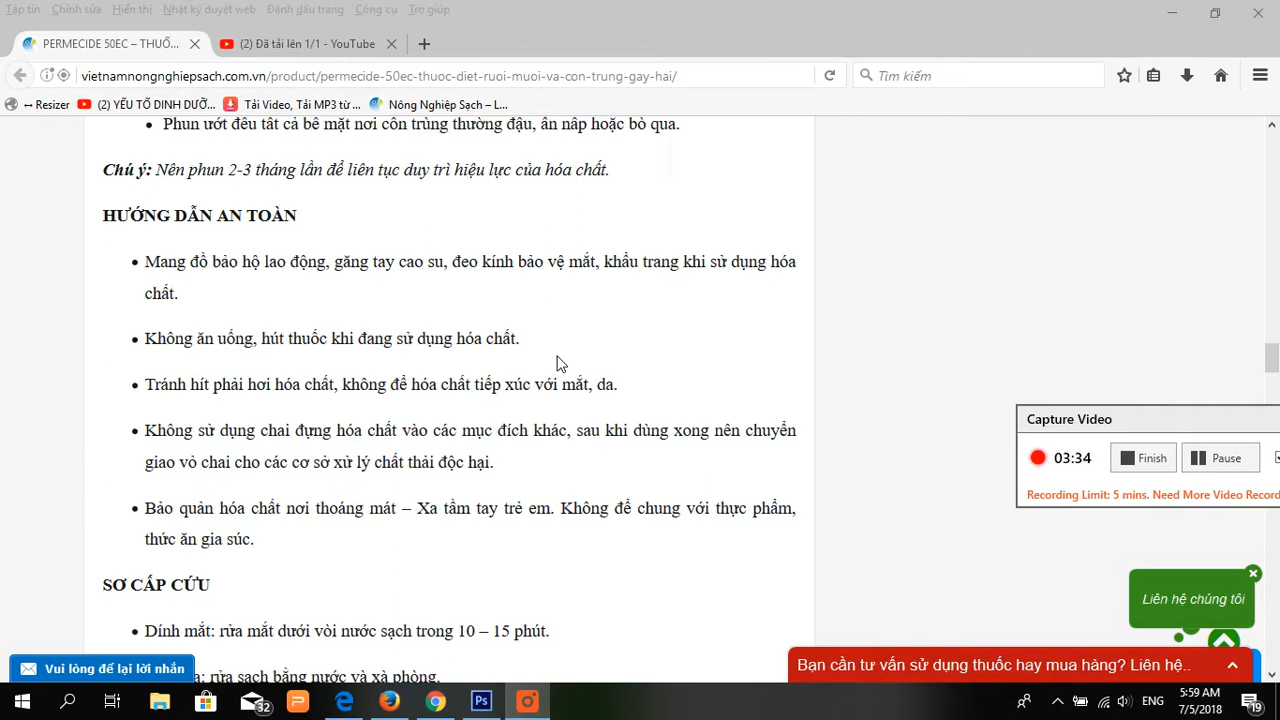 Tập tin Chỉnh sửa Hiển thị Nhật ký duyệt web Đánh dấu trang Công cụ Trợ giúp
PERMECIDE 50EC – THUỐ... (2) Đã tải lên 1/1 - YouTube
vietnamnongnghiepsach.com.vn/product/permecide-50ec-thuoc-diet-ruoi-muoi-va-con-trung-gay-hai/ Tìm kiếm
Resizer (2) YẾU TỐ DINH DƯỠ... Tải Video, Tải MP3 từ ... Nông Nghiệp Sạch – L...
Phun ướt đều tất cả bề mặt nơi côn trùng thường đậu, ẩn nấp hoặc bò qua.
Chú ý: Nên phun 2-3 tháng lần để liên tục duy trì hiệu lực của hóa chất.
HƯỚNG DẪN AN TOÀN
Mang đồ bảo hộ lao động, găng tay cao su, đeo kính bảo vệ mắt, khẩu trang khi sử dụng hóa
chất.
Không ăn uống, hút thuốc khi đang sử dụng hóa chất.
Tránh hít phải hơi hóa chất, không để hóa chất tiếp xúc với mắt, da.
Không sử dụng chai đựng hóa chất vào các mục đích khác, sau khi dùng xong nên chuyển
giao vỏ chai cho các cơ sở xử lý chất thải độc hại.
Bảo quản hóa chất nơi thoáng mát – Xa tầm tay trẻ em. Không để chung với thực phẩm,
thức ăn gia súc.
SƠ CẤP CỨU
Dính mắt: rửa mắt dưới vòi nước sạch trong 10 – 15 phút.
rửa sạch bằng nước và xà phòng.
Capture Video
03:34 Finish Pause
Recording Limit: 5 mins. Need More Video Record
Liên hệ chúng tôi
Vui lòng để lại lời nhắn
Bạn cần tư vấn sử dụng thuốc hay mua hàng? Liên hệ..
32
ENG
5:59 AM
7/5/2018
19